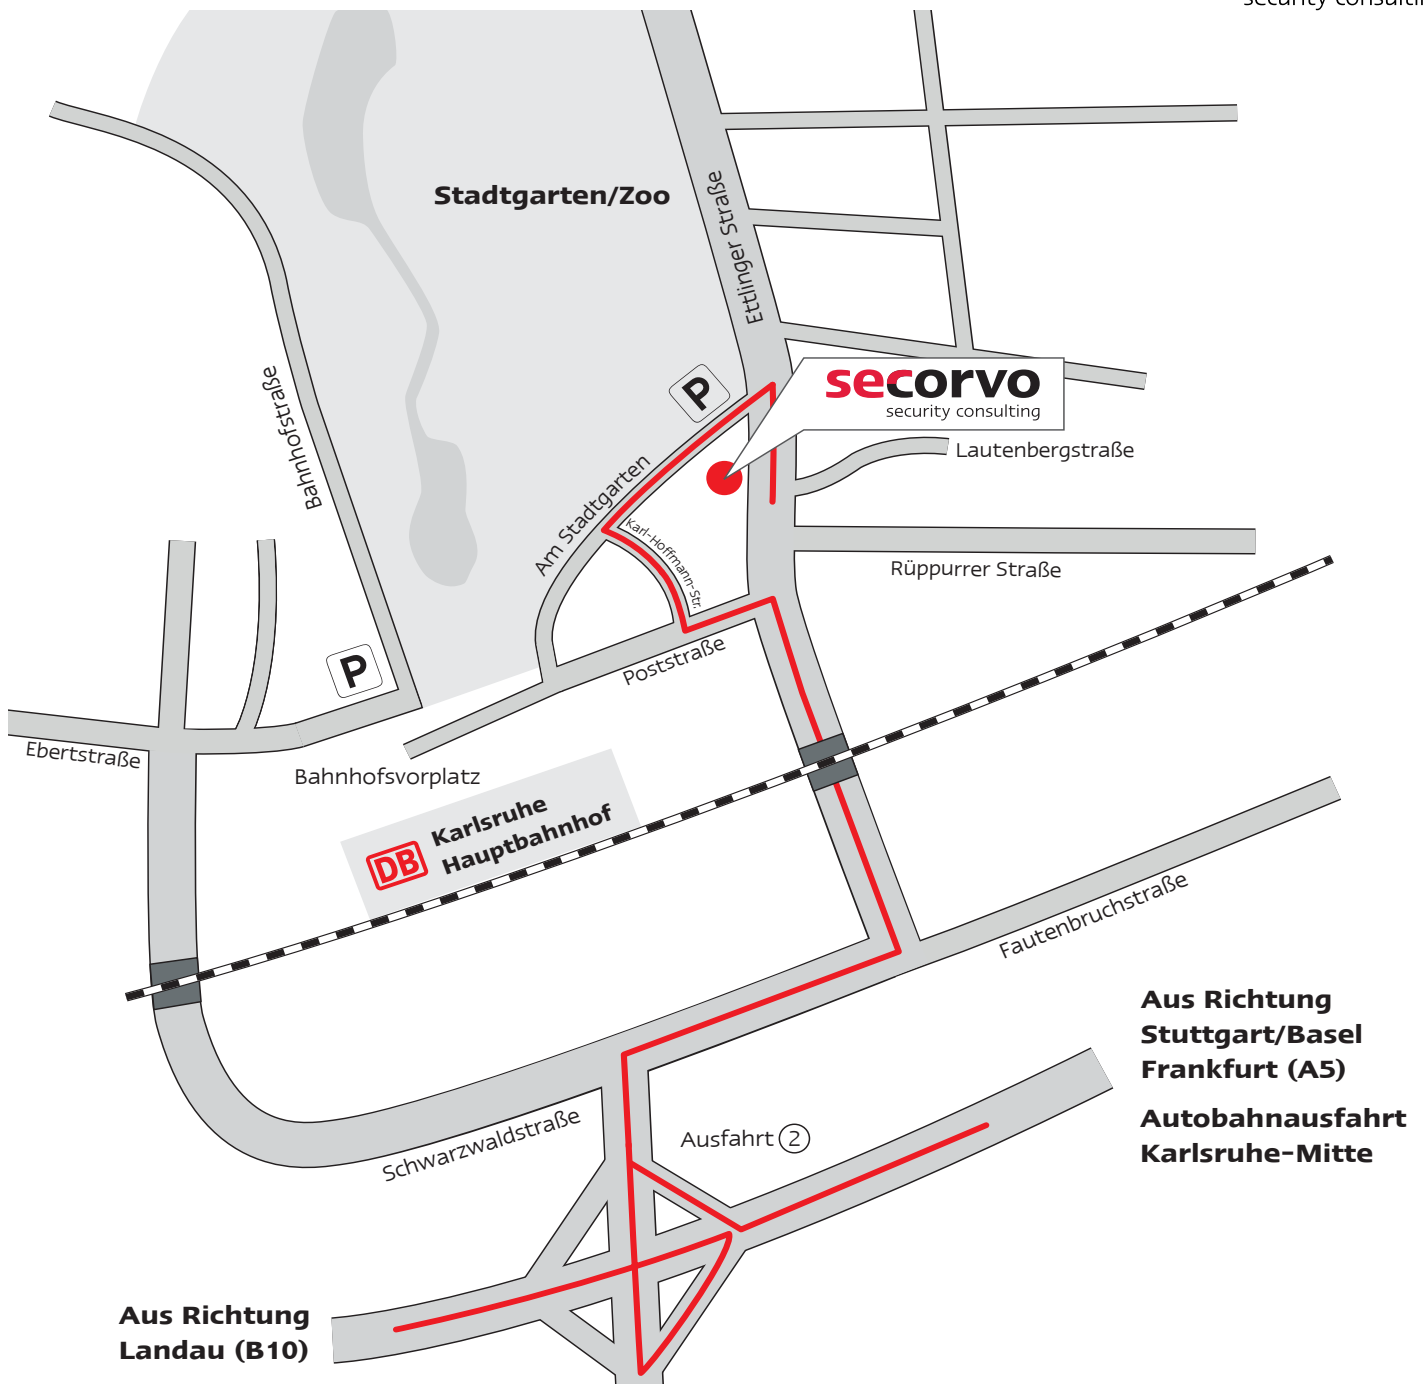 security consulting
Stadtgarten/Zoo
Ettlinger Straße
P
secorvo
security consulting
Bahnhofstraße
Lautenbergstraße
Am Stadtgarten
Karl-Hoffmann-Str.
Rüppurrer Straße
P
Poststraße
Ebertstraße
Bahnhofsvorplatz
DB
Karlsruhe
Hauptbahnhof
Fautenbruchstraße
Aus Richtung
Stuttgart/Basel
Frankfurt (A5)
Autobahnausfahrt
Karlsruhe-Mitte
Schwarzwaldstraße
Ausfahrt 2
Aus Richtung
Landau (B10)